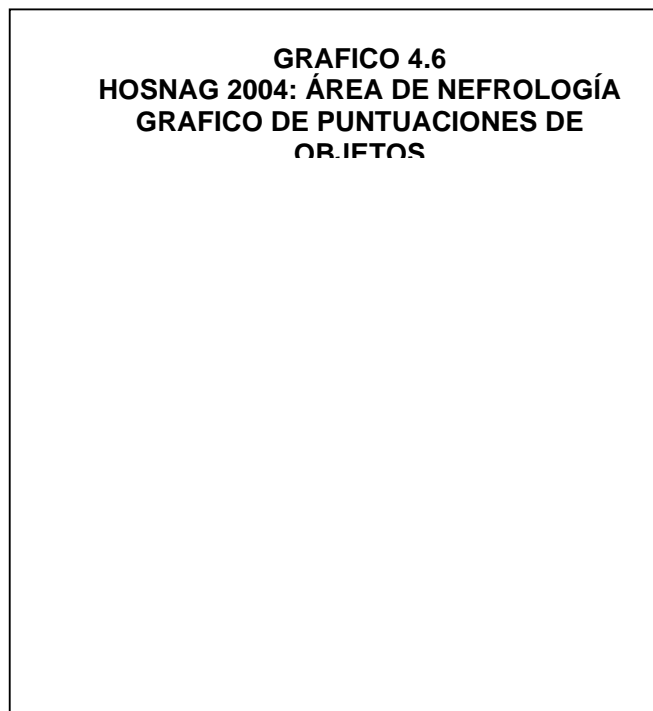 GRAFICO 4.6
HOSNAG 2004: ÁREA DE NEFROLOGÍA
GRAFICO DE PUNTUACIONES DE
OBJETOS